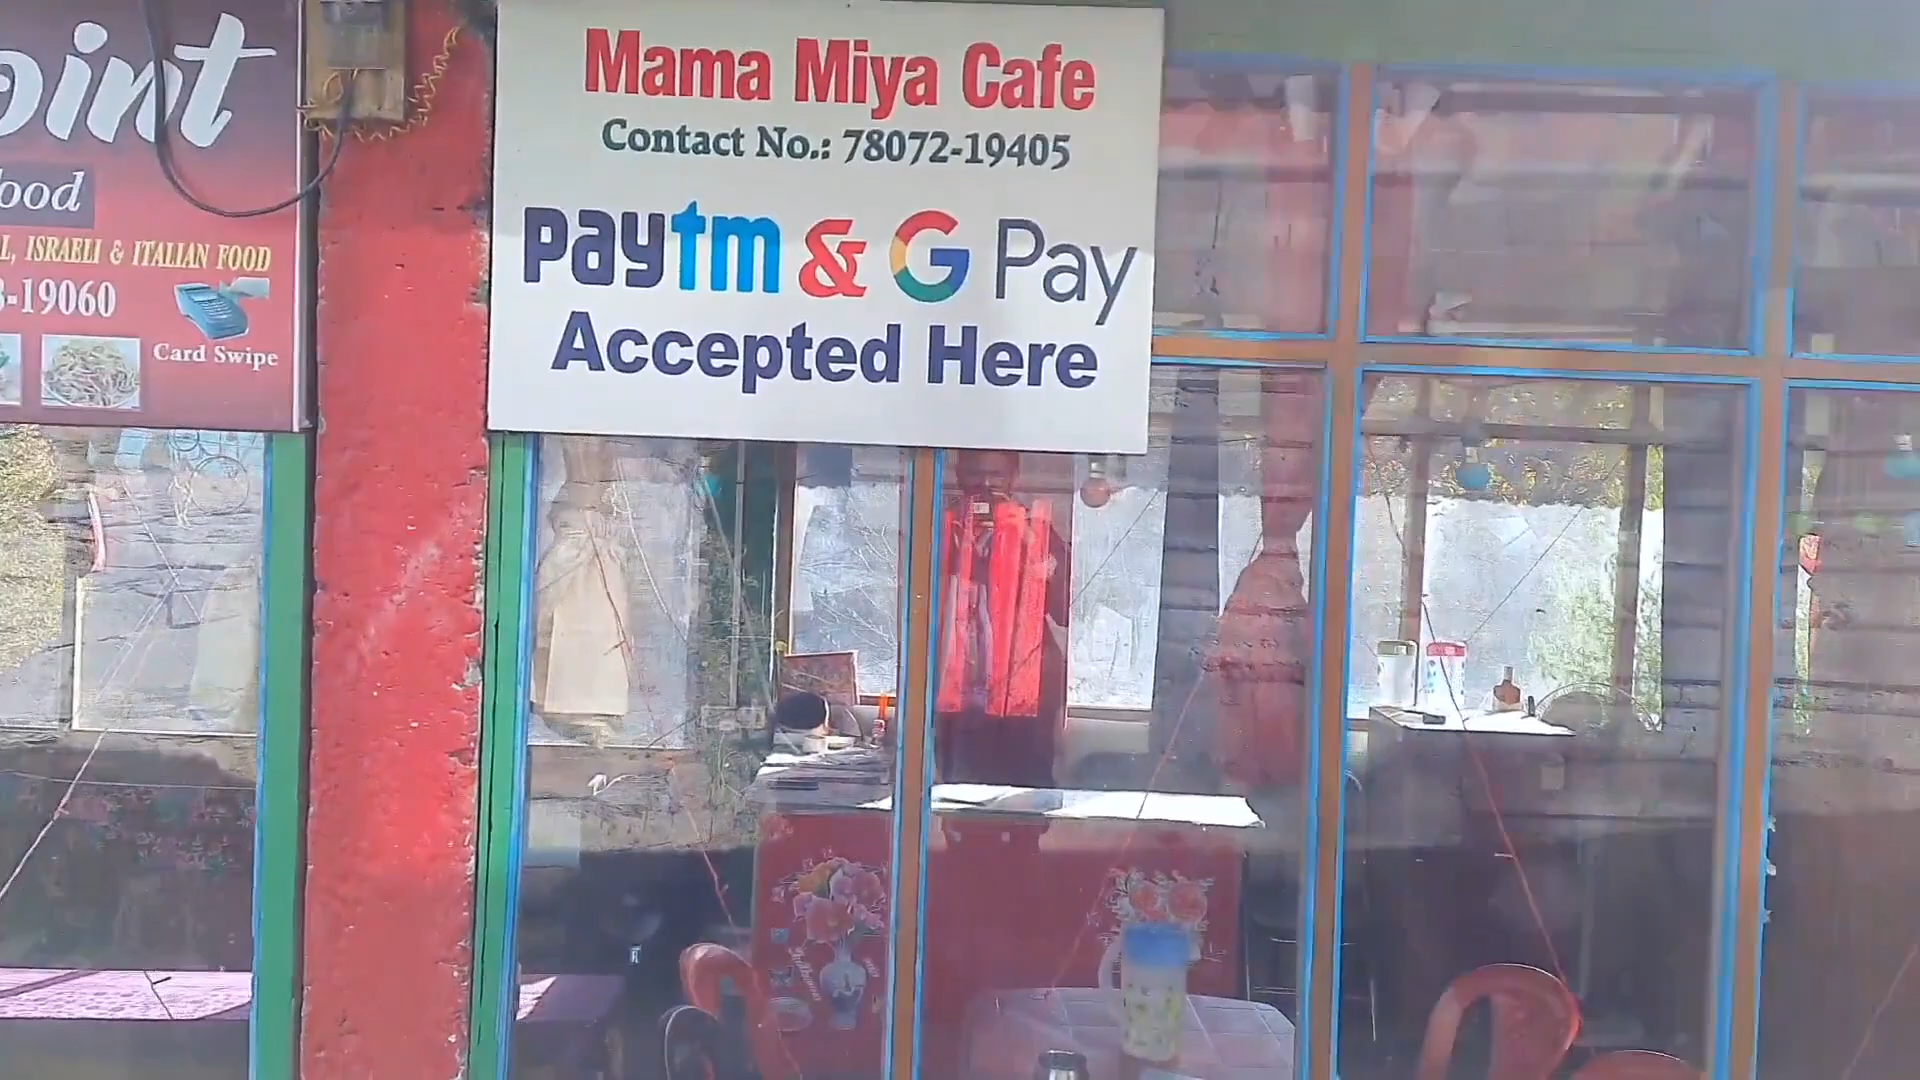 oint
ood
L, ISRAELI & ITALIAN FOOD
-19060
Card Swipe
Mama Miya Cafe
Contact No.: 78072-19405
paytm & G Pay
Accepted Here